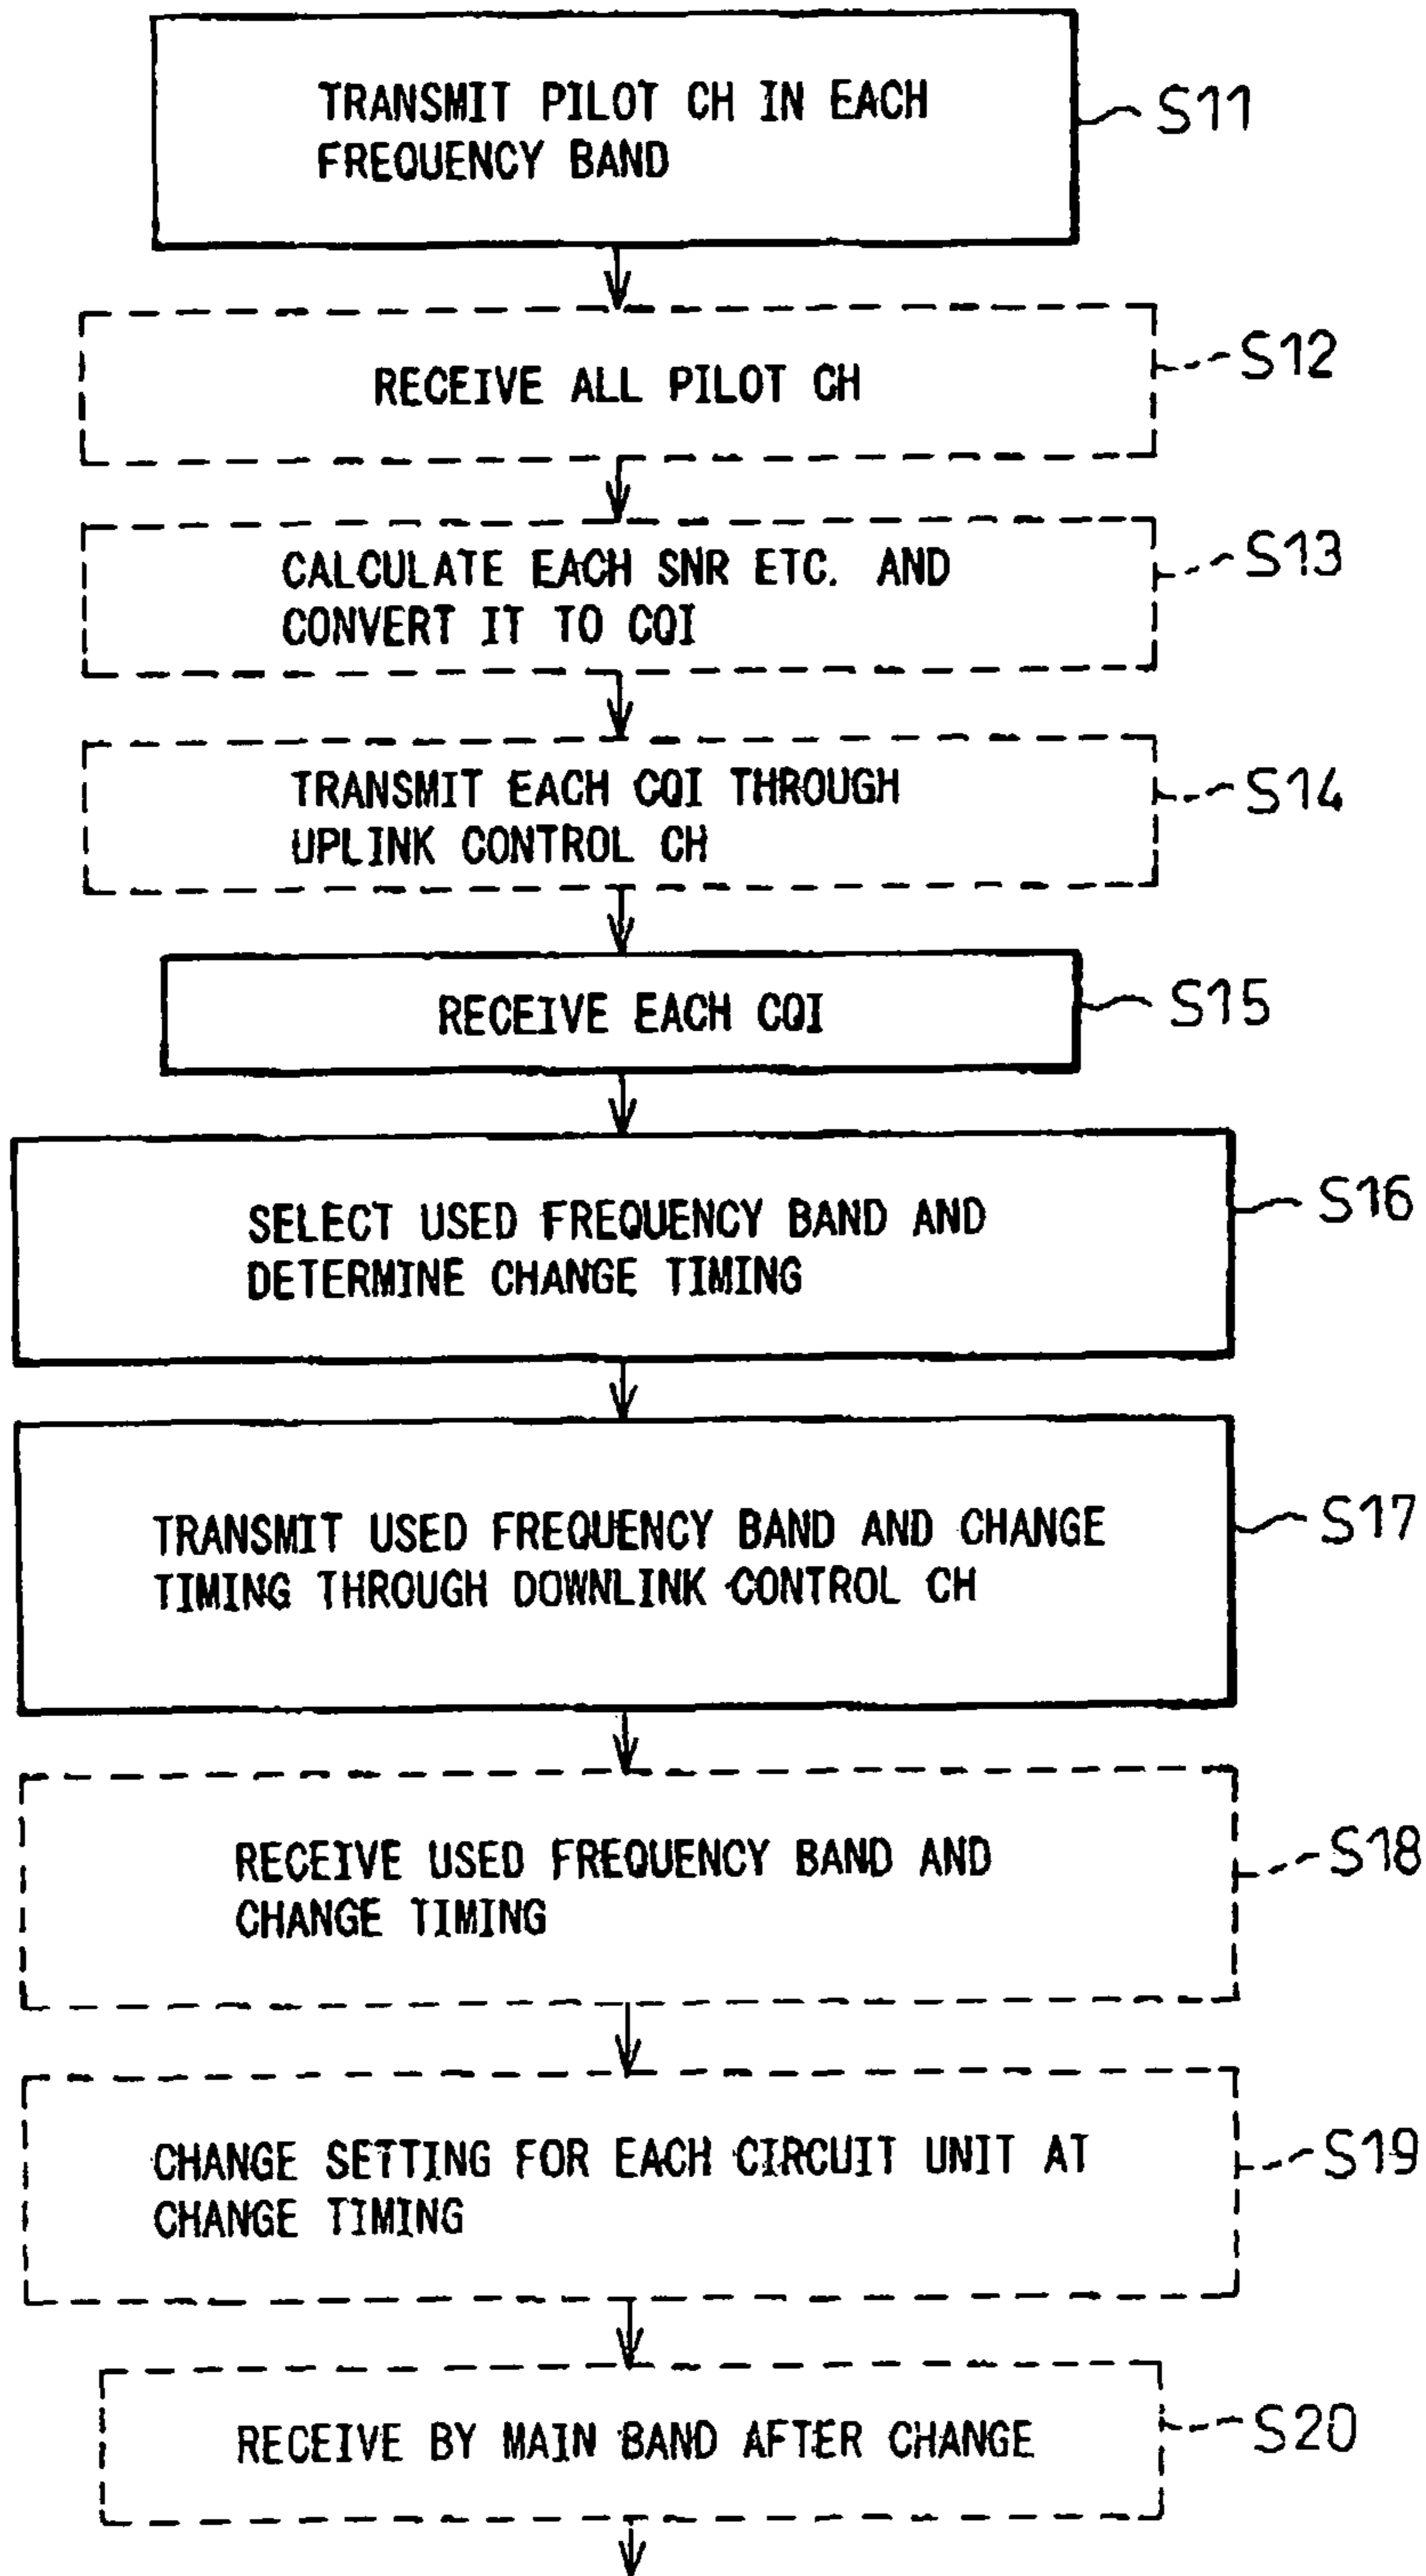 TRANSMIT PILOT CH IN EACH
FREQUENCY BAND
S11
RECEIVE ALL PILOT CH
S12
CALCULATE EACH SNR ETC. AND
CONVERT IT TO CQI
S13
TRANSMIT EACH CQI THROUGH
UPLINK CONTROL CH
S14
RECEIVE EACH CQI
S15
SELECT USED FREQUENCY BAND AND
DETERMINE CHANGE TIMING
S16
TRANSMIT USED FREQUENCY BAND AND CHANGE
TIMING THROUGH DOWNLINK CONTROL CH
S17
RECEIVE USED FREQUENCY BAND AND
CHANGE TIMING
S18
CHANGE SETTING FOR EACH CIRCUIT UNIT AT
CHANGE TIMING
S19
RECEIVE BY MAIN BAND AFTER CHANGE
S20